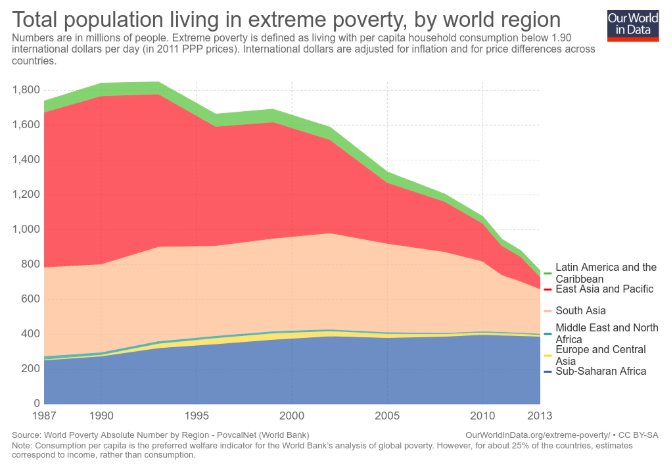 Total population living in extreme poverty, by world region
Our World
in Data
Numbers are in millions of people. Extreme poverty is defined as living with per capita household consumption below 1.90
international dollars per day (in 2011 PPP prices). International dollars are adjusted for inflation and for price differences across
countries.
1,800
1,600
1,400
1,200
1,000
800
600
400
200
0
1987
1990
1995
2000
2005
2010
2013
Latin America and the
Caribbean
East Asia and Pacific
South Asia
Middle East and North
Africa
Europe and Central
Asia
Sub-Saharan Africa
Source: World Poverty Absolute Number by Region - PovcalNet (World Bank)
OurWorldInData.org/extreme-poverty/ • CC BY-SA
Note: Consumption per capita is the preferred welfare indicator for the World Bank's analysis of global poverty. However, for about 25% of the countries, estimates
correspond to income, rather than consumption.